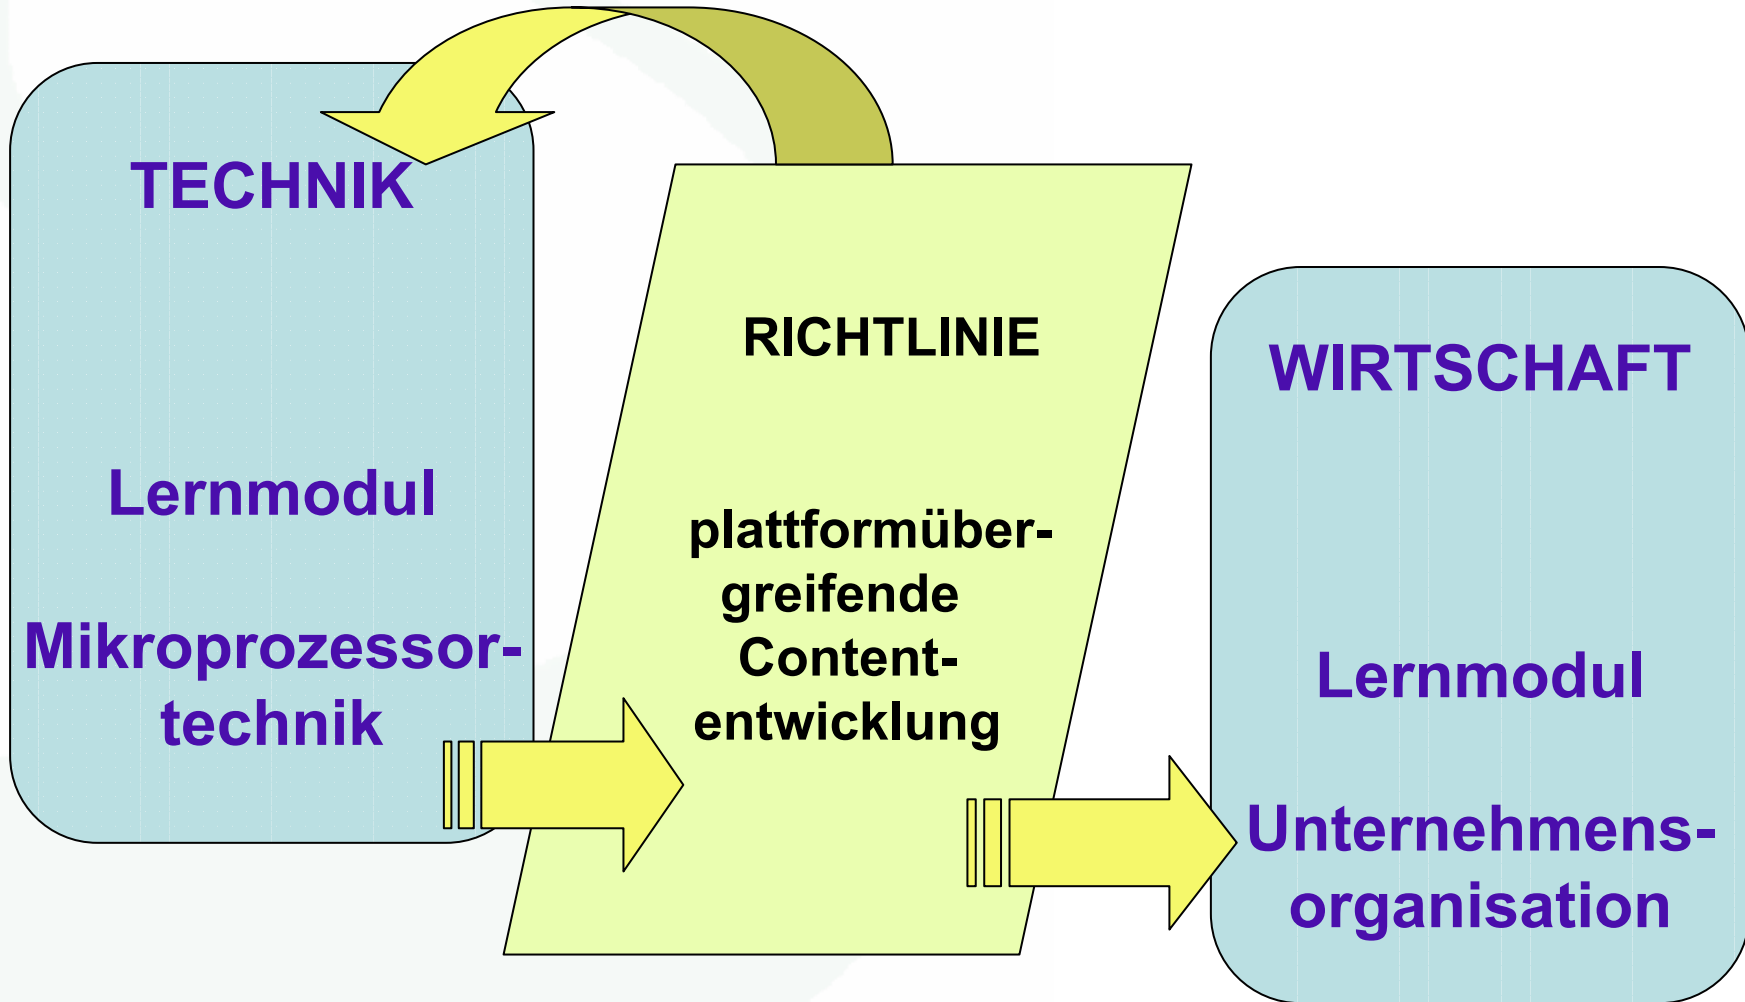 TECHNIK
Lernmodul
Mikroprozessor-
technik
RICHTLINIE
plattformüber-
greifende
Content-
entwicklung
WIRTSCHAFT
Lernmodul
Unternehmens-
organisation